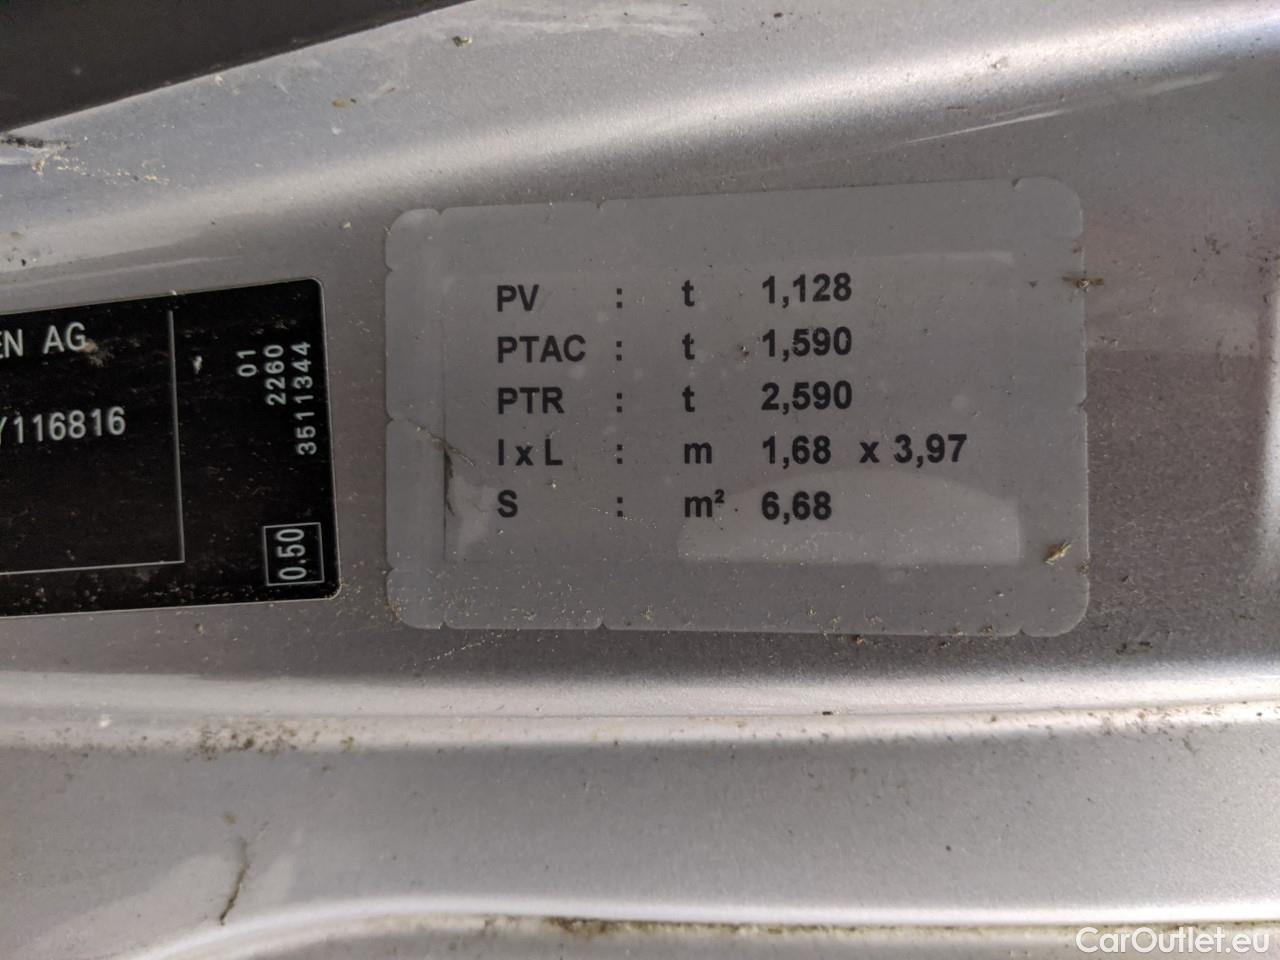 EN AG
Y116816
01
2260
3511344
0.50
PV : t 1,128
PTAC : t 1,590
PTR : t 2,590
l x L : m 1,68 x 3,97
S : m² 6,68
CarOutlet.eu